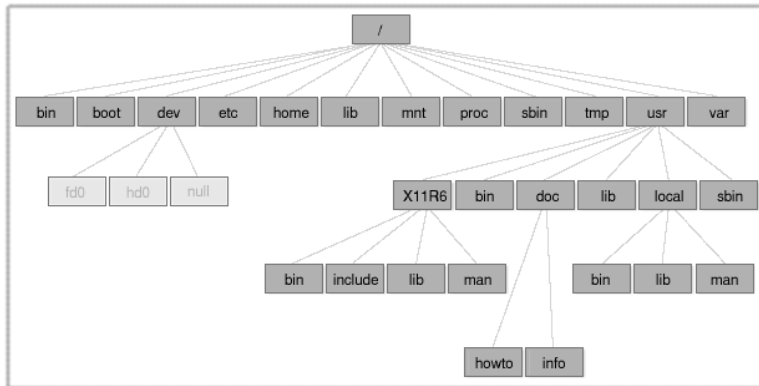 /
bin boot dev etc home lib mnt proc sbin tmp usr var
fd0 hd0 null X11R6 bin doc lib local sbin
bin include lib man bin lib man
howto info